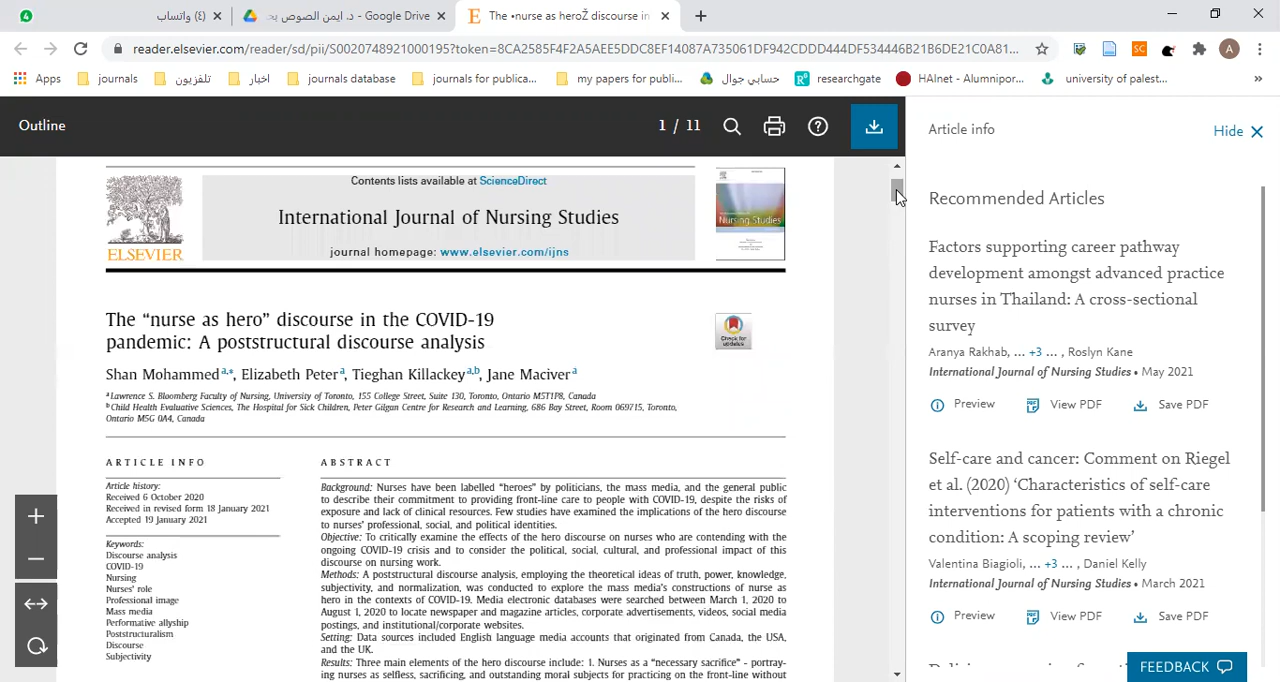 (٤) واتساب
د. ايمن الصوص بح - Google Drive
The •nurse as heroŽ discourse in
reader.elsevier.com/reader/sd/pii/S0020748921000195?token=8CA2585F4F2A5AEE5DDC8EF14087A735061DF942CDDD444DF534446B21B6DE21C0A81...
SC
A
Apps
journals
تلفزيون
اخبار
journals database
journals for publica...
my papers for publi...
حسابي جوال
researchgate
HAInet - Alumnipor...
university of palest...
»
Outline
1 / 11
Contents lists available at ScienceDirect
International Journal of Nursing Studies
journal homepage: www.elsevier.com/ijns
ELSEVIER
Nursing Studies
The “nurse as hero” discourse in the COVID-19
pandemic: A poststructural discourse analysis
Check for
updates
Shan Mohammed a,*, Elizabeth Peter a, Tieghan Killackey a,b, Jane Maciver a
a Lawrence S. Bloomberg Faculty of Nursing, University of Toronto, 155 College Street, Suite 130, Toronto, Ontario M5T1P8, Canada
b Child Health Evaluative Sciences, The Hospital for Sick Children, Peter Gilgan Centre for Research and Learning, 686 Bay Street, Room 069715, Toronto,
Ontario M5G 0A4, Canada
ARTICLE INFO
Article history:
Received 6 October 2020
Received in revised form 18 January 2021
Accepted 19 January 2021
Keywords:
Discourse analysis
COVID-19
Nursing
Nurses' role
Professional image
Mass media
Performative allyship
Poststructuralism
Discourse
Subjectivity
ABSTRACT
Background: Nurses have been labelled “heroes” by politicians, the mass media, and the general public
to describe their commitment to providing front-line care to people with COVID-19, despite the risks of
exposure and lack of clinical resources. Few studies have examined the implications of the hero discourse
to nurses' professional, social, and political identities.
Objective: To critically examine the effects of the hero discourse on nurses who are contending with the
ongoing COVID-19 crisis and to consider the political, social, cultural, and professional impact of this
discourse on nursing work.
Methods: A poststructural discourse analysis, employing the theoretical ideas of truth, power, knowledge,
subjectivity, and normalization, was conducted to explore the mass media's constructions of nurse as
hero in the contexts of COVID-19. Media electronic databases were searched between March 1, 2020 to
August 1, 2020 to locate newspaper and magazine articles, corporate advertisements, videos, social media
postings, and institutional/corporate websites.
Setting: Data sources included English language media accounts that originated from Canada, the USA,
and the UK.
Results: Three main elements of the hero discourse include: 1. Nurses as a “necessary sacrifice” - portray-
ing nurses as selfless, sacrificing, and outstanding moral subjects for practicing on the front-line without
Article info
Hide
Recommended Articles
Factors supporting career pathway
development amongst advanced practice
nurses in Thailand: A cross-sectional
survey
Aranya Rakhab, ... +3 ... , Roslyn Kane
International Journal of Nursing Studies • May 2021
Preview
View PDF
Save PDF
Self-care and cancer: Comment on Riegel
et al. (2020) ‘Characteristics of self-care
interventions for patients with a chronic
condition: A scoping review’
Valentina Biagioli, ... +3 ... , Daniel Kelly
International Journal of Nursing Studies • March 2021
Preview
View PDF
Save PDF
FEEDBACK